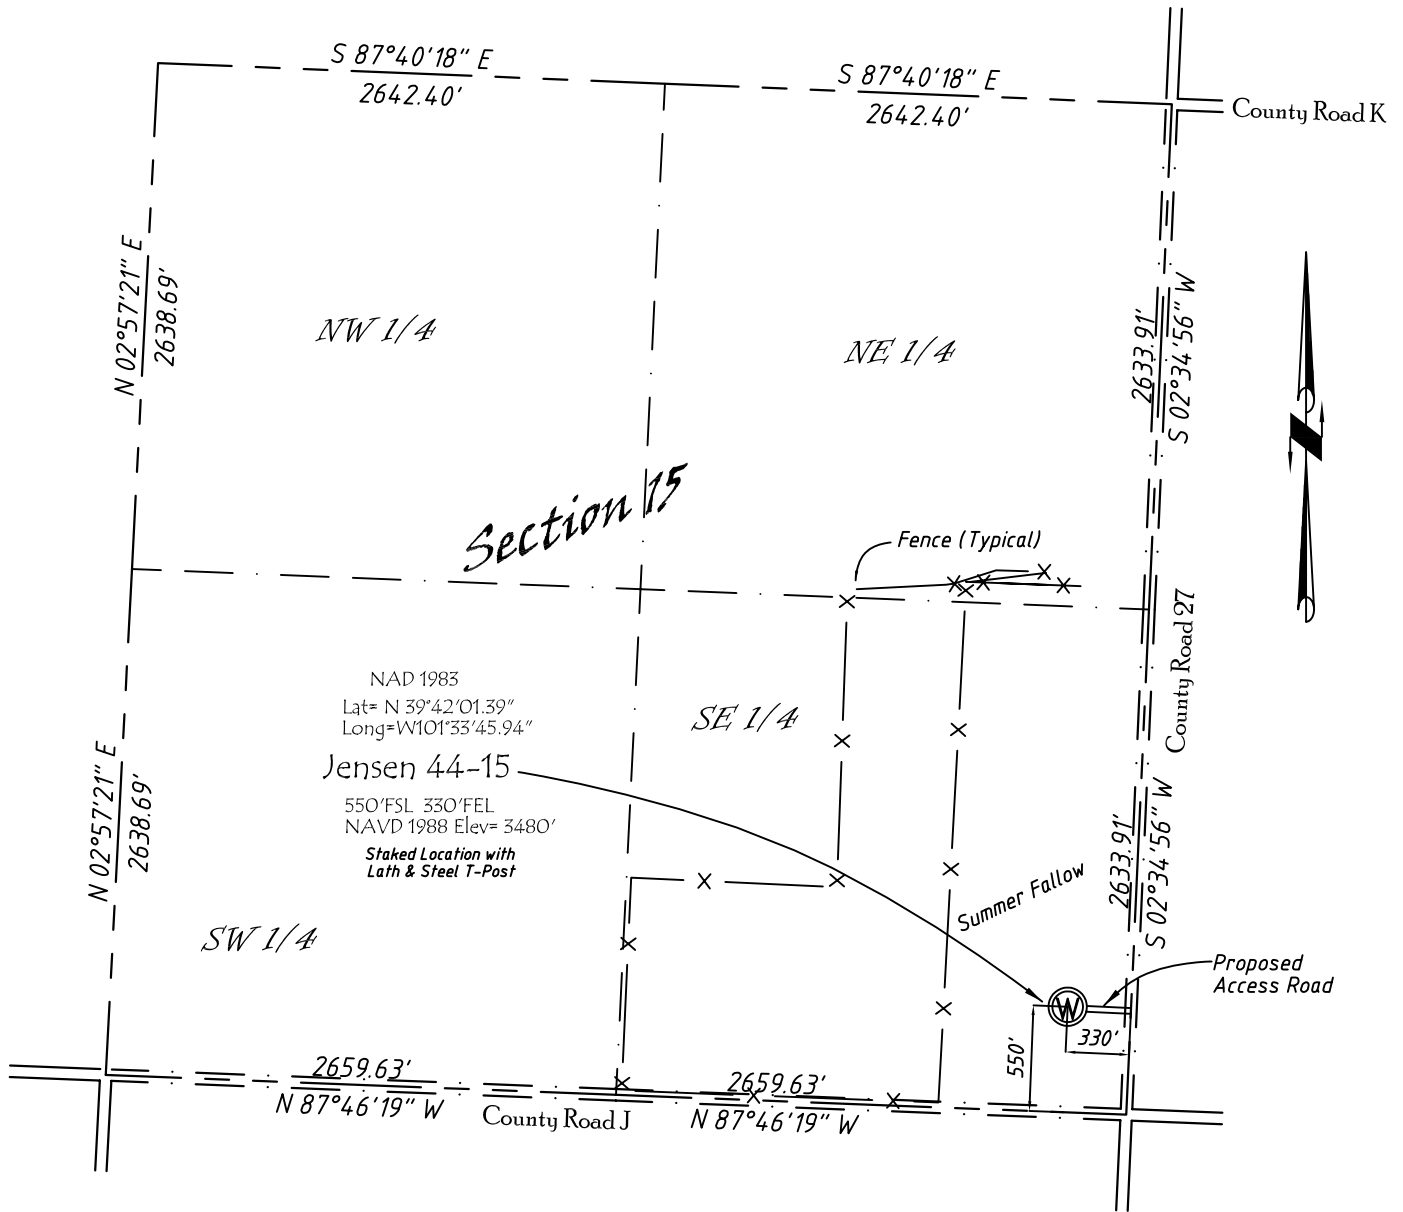 S 87°40'18" E
2642.40'
S 87°40'18" E
2642.40'
County Road K
N 02°57'21" E
2638.69'
NW 1/4
NE 1/4
2633.91'
S 02°34'56" W
Section 15
Fence (Typical)
County Road 27
NAD 1983
Lat= N 39°42'01.39"
Long=W101°33'45.94"
Jensen 44-15
550'FSL 330'FEL
NAVD 1988 Elev= 3480'
Staked Location with
Lath & Steel T-Post
SE 1/4
N 02°57'21" E
2638.69'
SW 1/4
Summer Fallow
2633.91'
S 02°34'56" W
Proposed
Access Road
W
550'
330'
2659.63'
N 87°46'19" W
County Road J
2659.63'
N 87°46'19" W